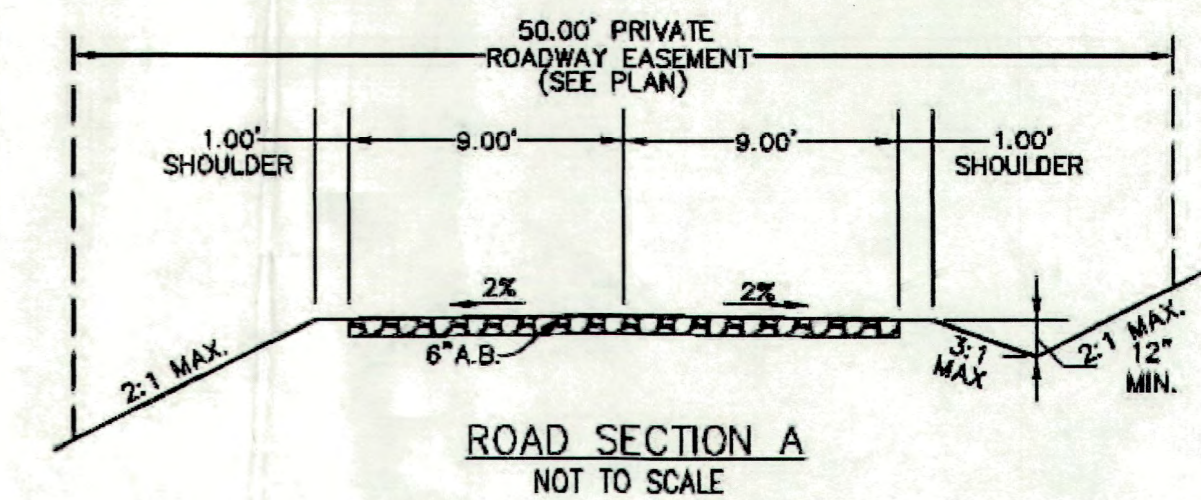 50.00' PRIVATE
ROADWAY EASEMENT
(SEE PLAN)
1.00'
SHOULDER
9.00'
9.00'
1.00'
SHOULDER
2%
2%
6"A.B.
2:1 MAX.
3:1
MAX
2:1 MAX.
12"
MIN.
ROAD SECTION A
NOT TO SCALE